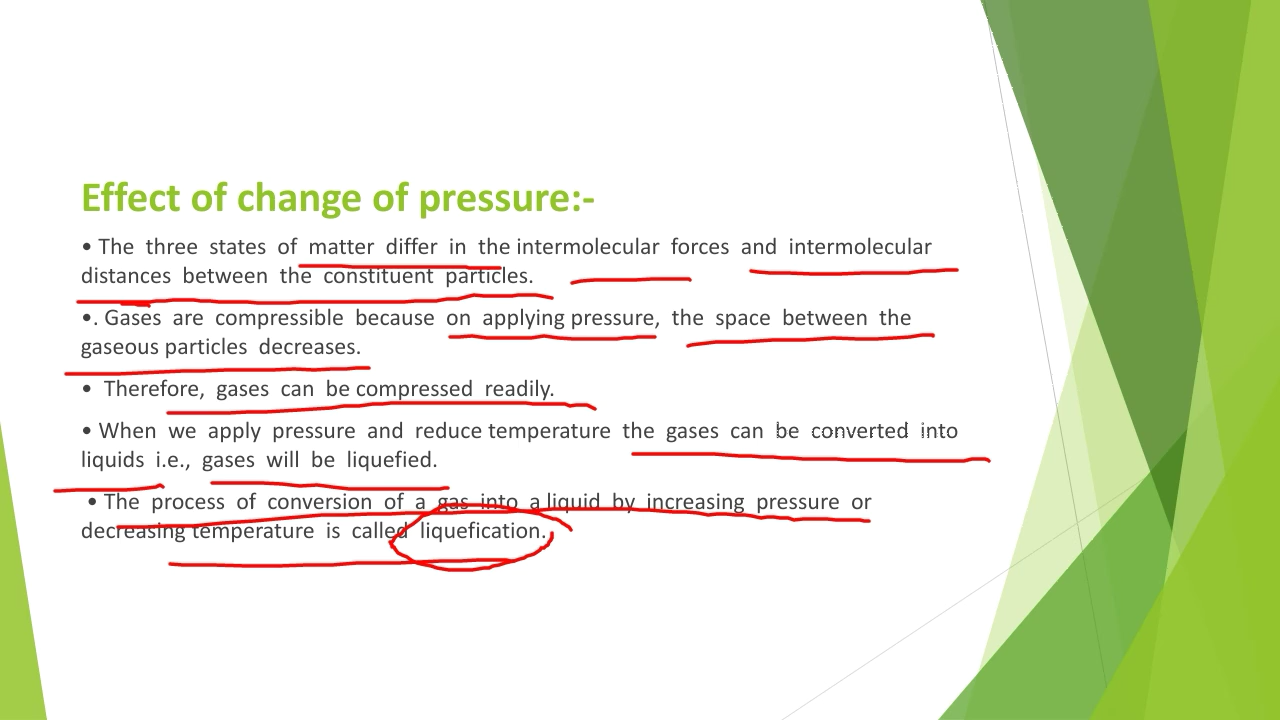 Effect of change of pressure:-
• The three states of matter differ in the intermolecular forces and intermolecular
distances between the constituent particles.
•. Gases are compressible because on applying pressure, the space between the
gaseous particles decreases.
• Therefore, gases can be compressed readily.
• When we apply pressure and reduce temperature the gases can be converted into
liquids i.e., gases will be liquefied.
• The process of conversion of a gas into a liquid by increasing pressure or
decreasing temperature is called liquefication.